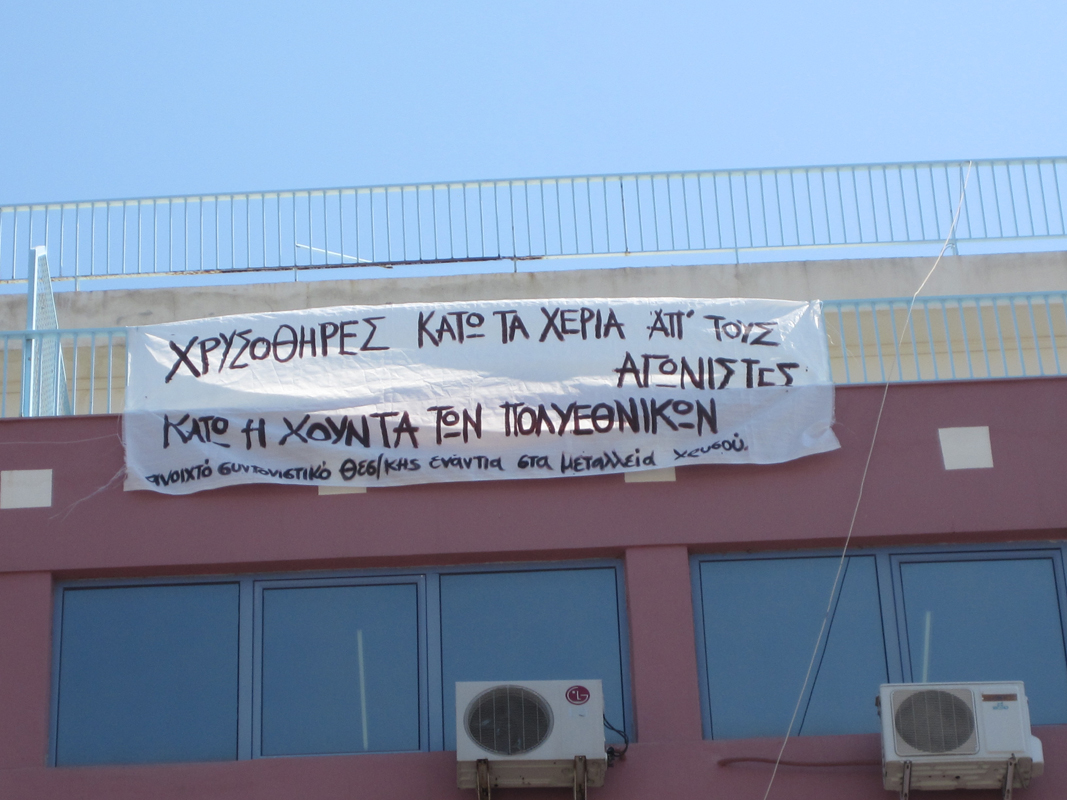 ΧΡΥΣΟΘΗΡΕΣ ΚΑΤΩ ΤΑ ΧΕΡΙΑ ΑΠ' ΤΟΥΣ
ΑΓΩΝΙΣΤΕΣ
ΚΑΤΩ Η ΧΟΥΝΤΑ ΤΩΝ ΠΟΛΥΕΘΝΙΚΩΝ
ανοιχτό συντονιστικό Θεσ/κης ενάντια στα μεταλλεία χρυσού.
LG